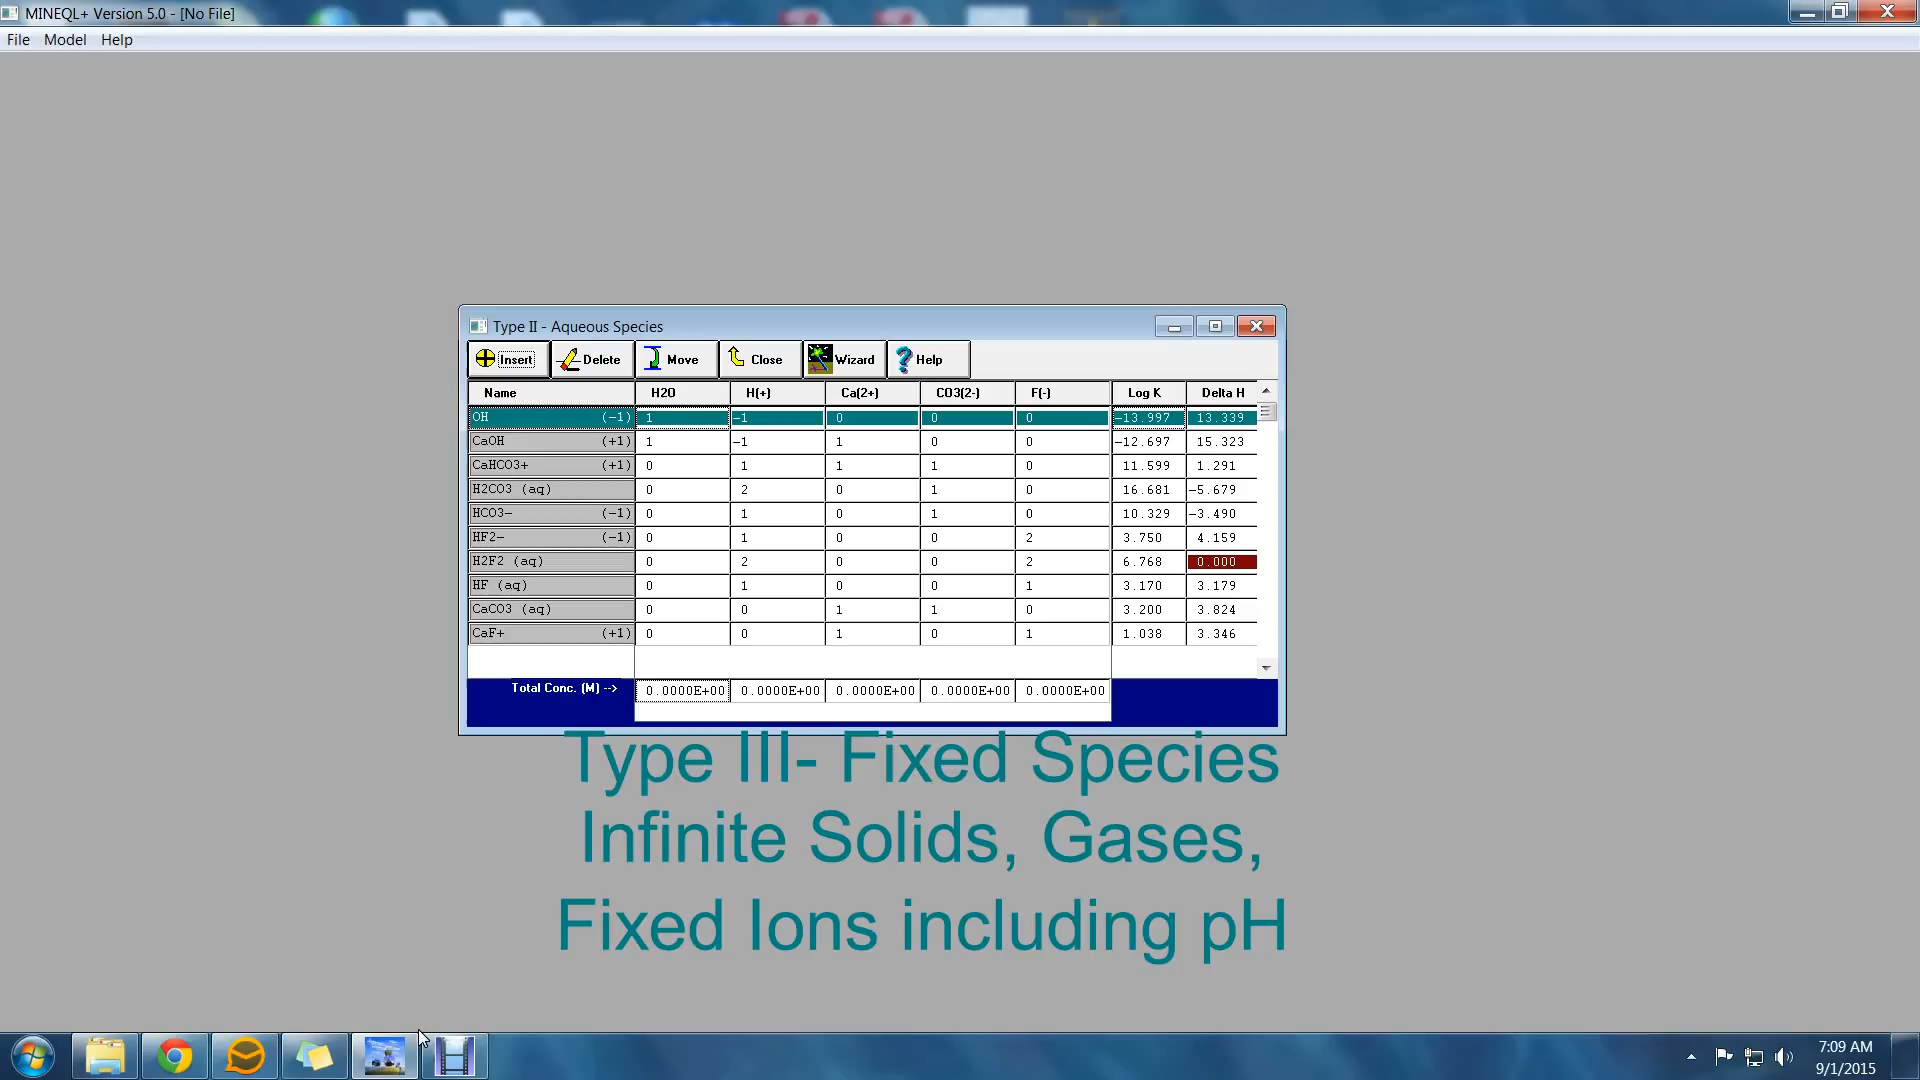 MINEQL+ Version 5.0 - [No File]
File Model Help
Type II - Aqueous Species
Insert Delete Move Close Wizard Help
Name H2O H(+) Ca(2+) CO3(2-) F(-) Log K Delta H
OH (-1) 1 -1 0 0 0 -13.997 13.339
CaOH (+1) 1 -1 1 0 0 -12.697 15.323
CaHCO3+ (+1) 0 1 1 1 0 11.599 1.291
H2CO3 (aq) 0 2 0 1 0 16.681 -5.679
HCO3- (-1) 0 1 0 1 0 10.329 -3.490
HF2- (-1) 0 1 0 0 2 3.750 4.159
H2F2 (aq) 0 2 0 0 2 6.768 0.000
HF (aq) 0 1 0 0 1 3.170 3.179
CaCO3 (aq) 0 0 1 1 0 3.200 3.824
CaF+ (+1) 0 0 1 0 1 1.038 3.346
Total Conc. (M) --> 0.0000E+00 0.0000E+00 0.0000E+00 0.0000E+00 0.0000E+00
Type III- Fixed Species
Infinite Solids, Gases,
Fixed Ions including pH
7:09 AM
9/1/2015